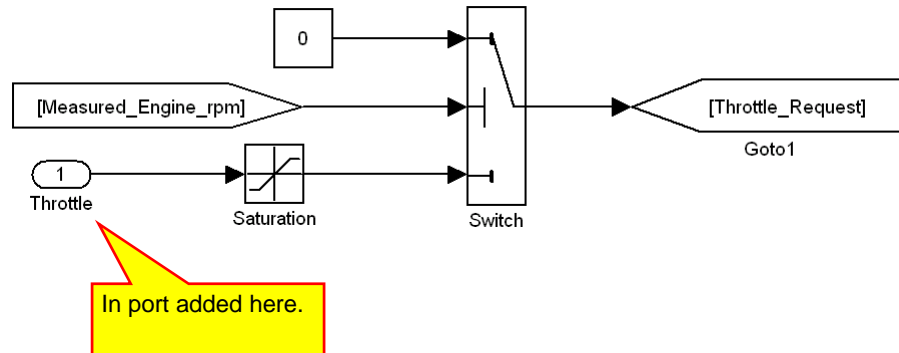 0
[Measured_Engine_rpm]
[Throttle_Request]
Goto1
1
Throttle
Saturation
Switch
In port added here.